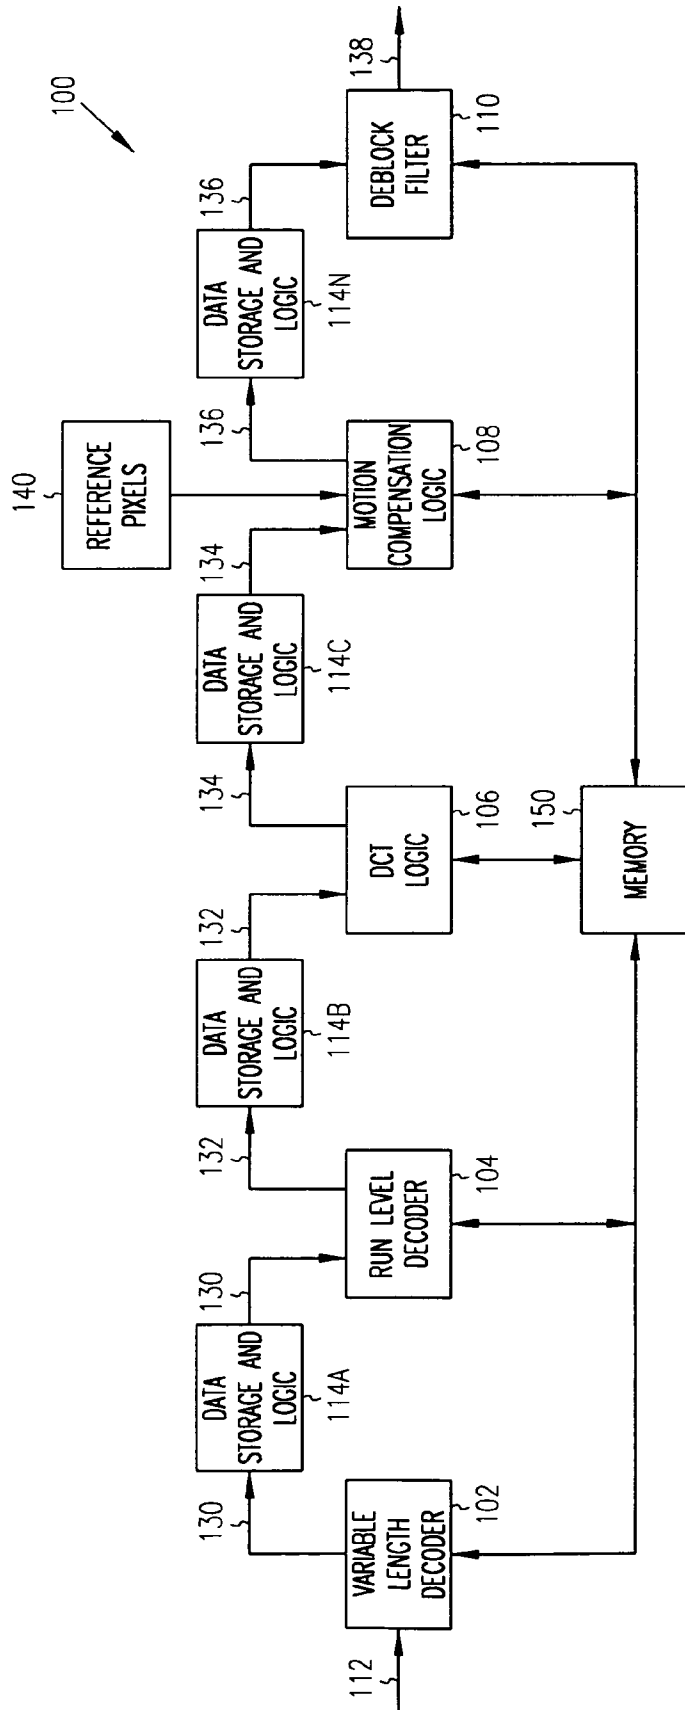 100
112
VARIABLE
LENGTH
DECODER
102
130
DATA
STORAGE AND
LOGIC
114A
130
RUN LEVEL
DECODER
104
132
DATA
STORAGE AND
LOGIC
114B
132
DCT
LOGIC
106
134
DATA
STORAGE AND
LOGIC
114C
134
140
REFERENCE
PIXELS
MOTION
COMPENSATION
LOGIC
108
136
DATA
STORAGE AND
LOGIC
114N
136
DEBLOCK
FILTER
110
138
150
MEMORY